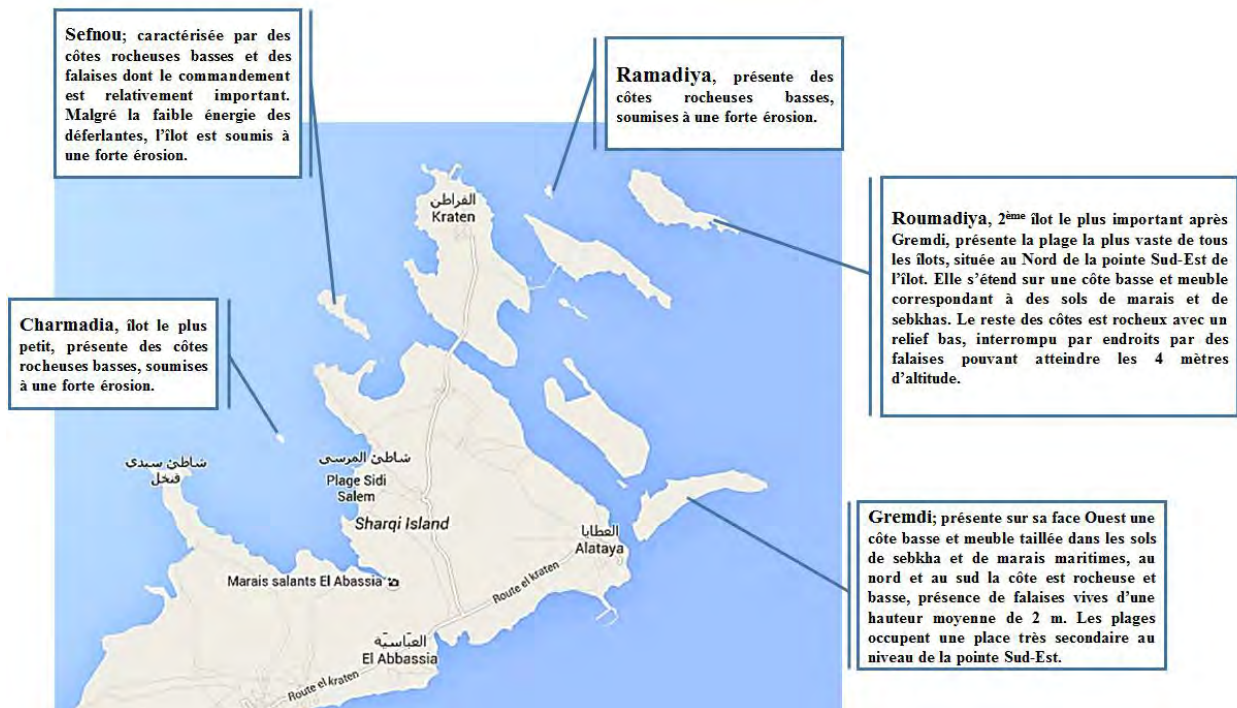 Sefnou; caractérisée par des
côtes rocheuses basses et des
falaises dont le commandement
est relativement important.
Malgré la faible énergie des
déferlantes, l'îlot est soumis à
une forte érosion.
Ramadiya, présente des
côtes rocheuses basses,
soumises à une forte érosion.
Roumadiya, 2ème îlot le plus important après
Gremdi, présente la plage la plus vaste de tous
les îlots, située au Nord de la pointe Sud-Est de
l'îlot. Elle s'étend sur une côte basse et meuble
correspondant à des sols de marais et de
sebkhas. Le reste des côtes est rocheux avec un
relief bas, interrompu par endroits par des
falaises pouvant atteindre les 4 mètres
d'altitude.
Charmadia, îlot le plus
petit, présente des côtes
rocheuses basses, soumises
à une forte érosion.
Gremdi; présente sur sa face Ouest une
côte basse et meuble taillée dans les sols
de sebkha et de marais maritimes, au
nord et au sud la côte est rocheuse et
basse, présence de falaises vives d'une
hauteur moyenne de 2 m. Les plages
occupent une place très secondaire au
niveau de la pointe Sud-Est.
القراطن
Kraten
شاطئ سيدي
فنخل
شاطئ المرسى
Plage Sidi
Salem
Sharqi Island
العطايا
Alataya
Marais salants El Abassia
Route el kraten
العبّاسيّة
El Abbassia
Route el kraten